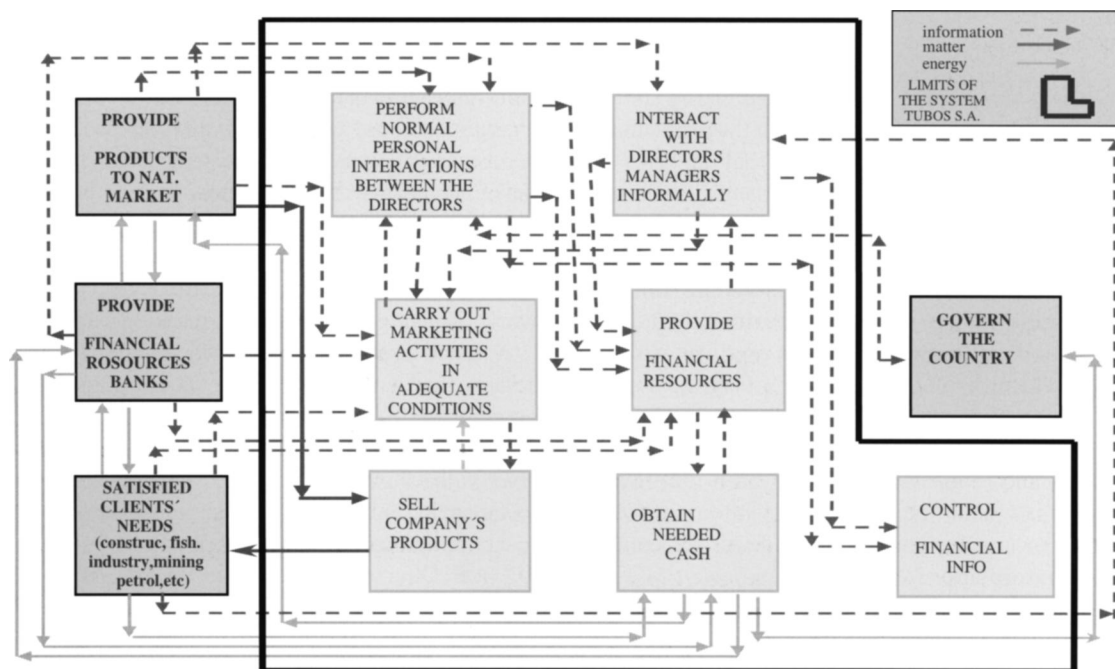 information
matter
energy
LIMITS OF
THE SYSTEM
TUBOS S.A.
PROVIDE
PRODUCTS
TO NAT.
MARKET
PERFORM
NORMAL
PERSONAL
INTERACTIONS
BETWEEN THE
DIRECTORS
INTERACT
WITH
DIRECTORS
MANAGERS
INFORMALLY
PROVIDE
FINANCIAL
ROSOURCES
BANKS
CARRY OUT
MARKETING
ACTIVITIES
IN
ADEQUATE
CONDITIONS
PROVIDE
FINANCIAL
RESOURCES
GOVERN
THE
COUNTRY
SATISFIED
CLIENTS´
NEEDS
(construc, fish.
industry,mining
petrol,etc)
SELL
COMPANY´S
PRODUCTS
OBTAIN
NEEDED
CASH
CONTROL
FINANCIAL
INFO